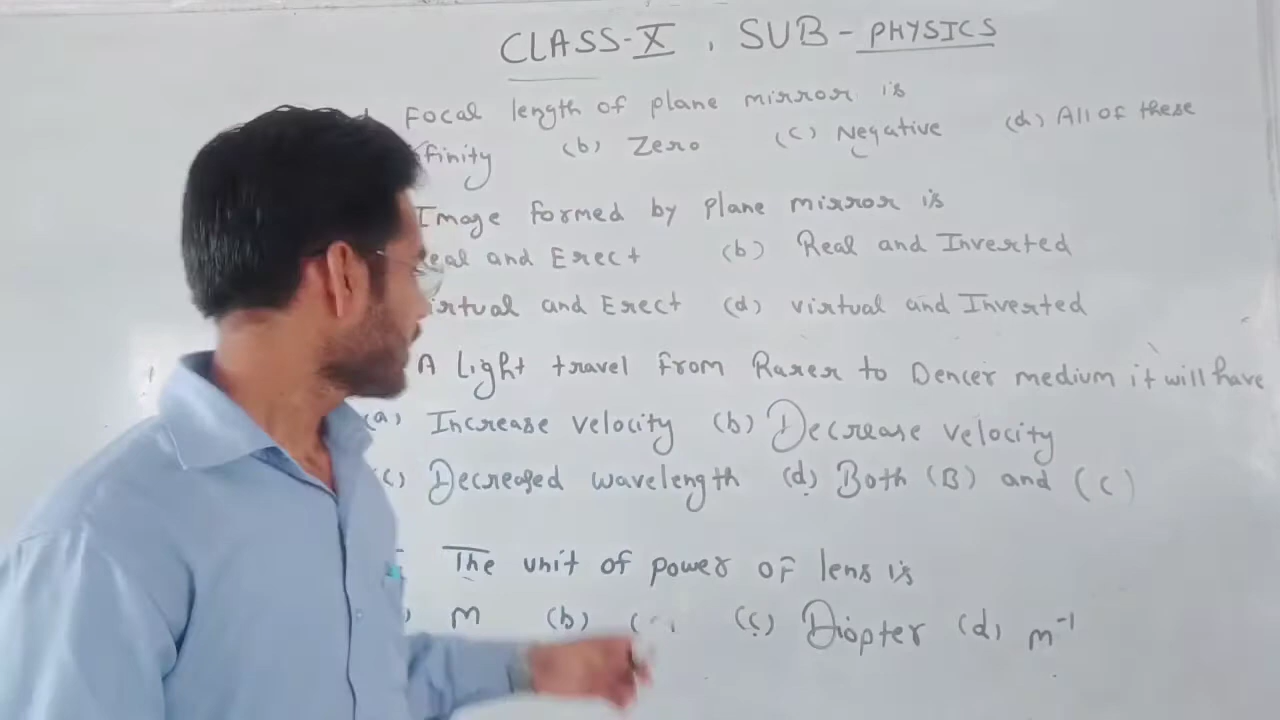 CLASS-X, SUB-PHYSICS
Focal length of plane mirror is
finity (b) Zero (c) Negative (d) All of these
Image formed by plane mirror is
eal and Erect (b) Real and Inverted
irtual and Erect (d) virtual and Inverted
A Light travel from Rarer to Dencer medium it will have
(a) Increase velocity (b) Decrease velocity
(c) Decreased wavelength (d) Both (B) and (c)
The unit of power of lens is
) m (b) (c) Diopter (d) m⁻¹